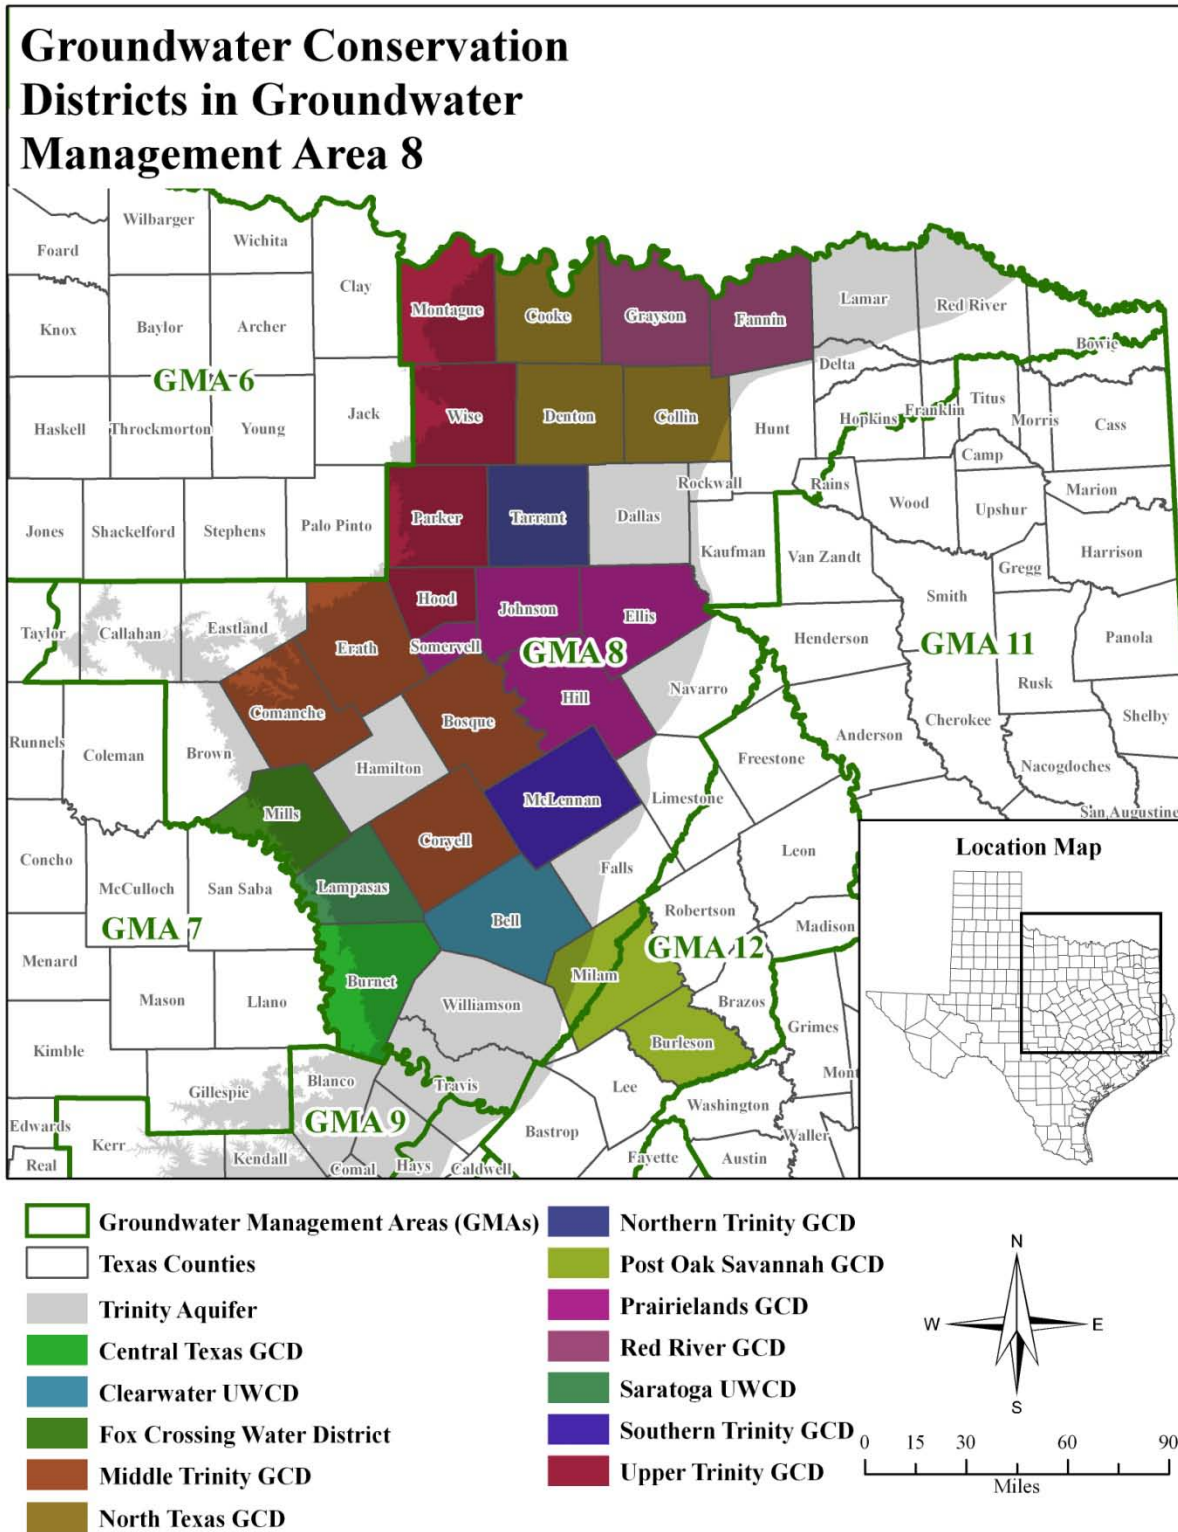 Groundwater Conservation
Districts in Groundwater
Management Area 8
Wilbarger
Foard
Wichita
Clay
Knox
Baylor
Archer
Montague
Cooke
Grayson
Fannin
Lamar
Red River
Bowie
Delta
GMA 6
Haskell
Throckmorton
Young
Jack
Wise
Denton
Collin
Hunt
Hopkins
Franklin
Titus
Morris
Cass
Camp
Rockwall
Rains
Wood
Upshur
Marion
Jones
Shackelford
Stephens
Palo Pinto
Parker
Tarrant
Dallas
Kaufman
Van Zandt
Harrison
Gregg
Smith
Taylor
Callahan
Eastland
Hood
Johnson
Ellis
Henderson
Panola
Erath
Somervell
GMA 8
GMA 11
Rusk
Navarro
Hill
Bosque
Comanche
Runnels
Coleman
Brown
Hamilton
Anderson
Cherokee
Shelby
Nacogdoches
Freestone
Limestone
McLennan
Mills
San Augustine
Coryell
Concho
McCulloch
San Saba
Lampasas
Falls
Leon
Location Map
GMA 7
Bell
Robertson
Madison
GMA 12
Menard
Mason
Llano
Burnet
Milam
Williamson
Brazos
Grimes
Burleson
Kimble
Gillespie
Blanco
Travis
Lee
Mont
Washington
GMA 9
Edwards
Kerr
Real
Kendall
Comal
Hays
Caldwell
Bastrop
Fayette
Austin
Waller
Groundwater Management Areas (GMAs)
Texas Counties
Trinity Aquifer
Central Texas GCD
Clearwater UWCD
Fox Crossing Water District
Middle Trinity GCD
North Texas GCD
Northern Trinity GCD
Post Oak Savannah GCD
Prairielands GCD
Red River GCD
Saratoga UWCD
Southern Trinity GCD
Upper Trinity GCD
N
W E
S
0 15 30 60 90
Miles